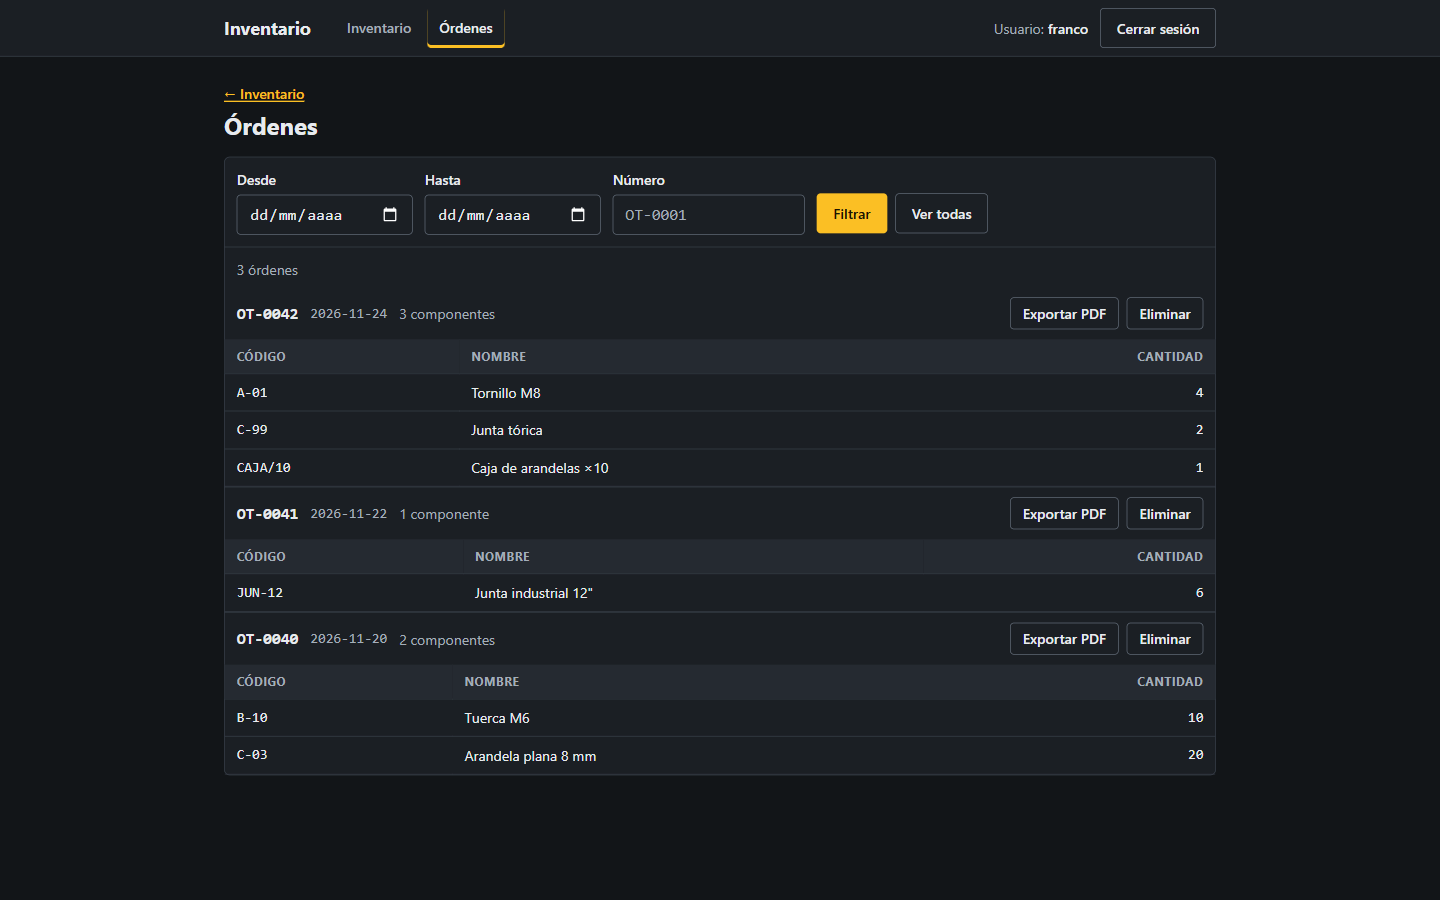 Inventario Inventario Órdenes Usuario: franco Cerrar sesión
← Inventario
Órdenes
Desde Hasta Número
dd/mm/aaaa dd/mm/aaaa OT-0001 Filtrar Ver todas
3 órdenes
OT-0042 2026-11-24 3 componentes Exportar PDF Eliminar
CÓDIGO NOMBRE CANTIDAD
A-01 Tornillo M8 4
C-99 Junta tórica 2
CAJA/10 Caja de arandelas ×10 1
OT-0041 2026-11-22 1 componente Exportar PDF Eliminar
CÓDIGO NOMBRE CANTIDAD
JUN-12 Junta industrial 12" 6
OT-0040 2026-11-20 2 componentes Exportar PDF Eliminar
CÓDIGO NOMBRE CANTIDAD
B-10 Tuerca M6 10
C-03 Arandela plana 8 mm 20